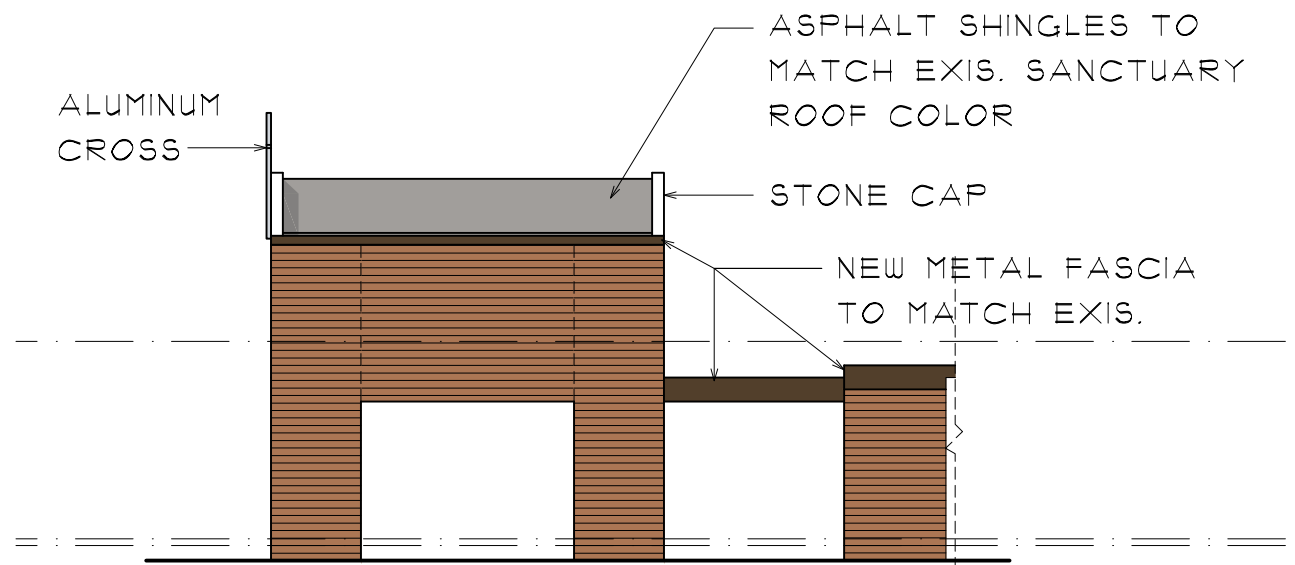 ASPHALT SHINGLES TO
MATCH EXIS. SANCTUARY
ROOF COLOR
ALUMINUM
CROSS
STONE CAP
NEW METAL FASCIA
TO MATCH EXIS.